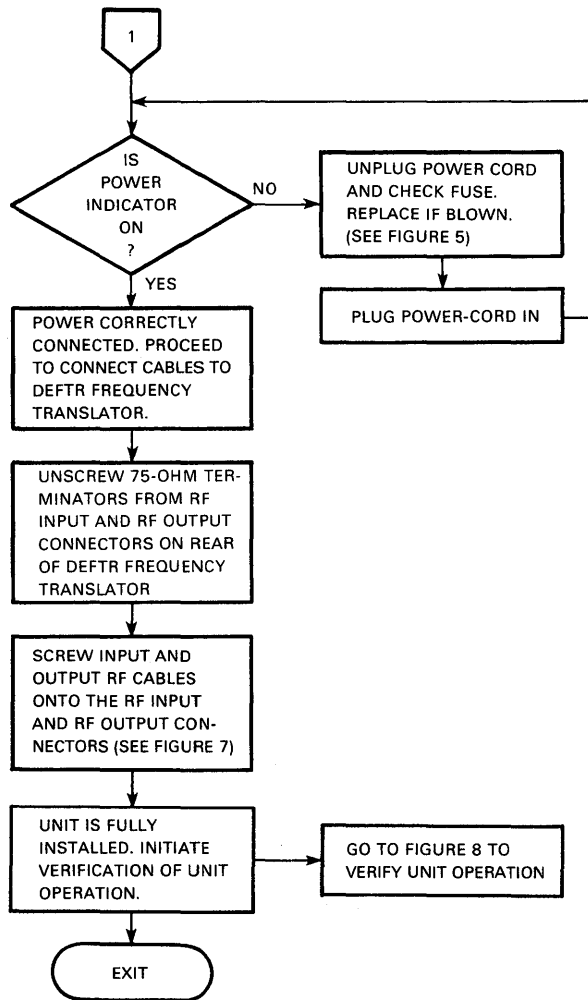 1
IS
POWER
INDICATOR
ON
?
NO
UNPLUG POWER CORD
AND CHECK FUSE.
REPLACE IF BLOWN.
(SEE FIGURE 5)
PLUG POWER-CORD IN
YES
POWER CORRECTLY
CONNECTED. PROCEED
TO CONNECT CABLES TO
DEFTR FREQUENCY
TRANSLATOR.
UNSCREW 75-OHM TER-
MINATORS FROM RF
INPUT AND RF OUTPUT
CONNECTORS ON REAR
OF DEFTR FREQUENCY
TRANSLATOR
SCREW INPUT AND
OUTPUT RF CABLES
ONTO THE RF INPUT
AND RF OUTPUT CON-
NECTORS (SEE FIGURE 7)
UNIT IS FULLY
INSTALLED. INITIATE
VERIFICATION OF UNIT
OPERATION.
GO TO FIGURE 8 TO
VERIFY UNIT OPERATION
EXIT